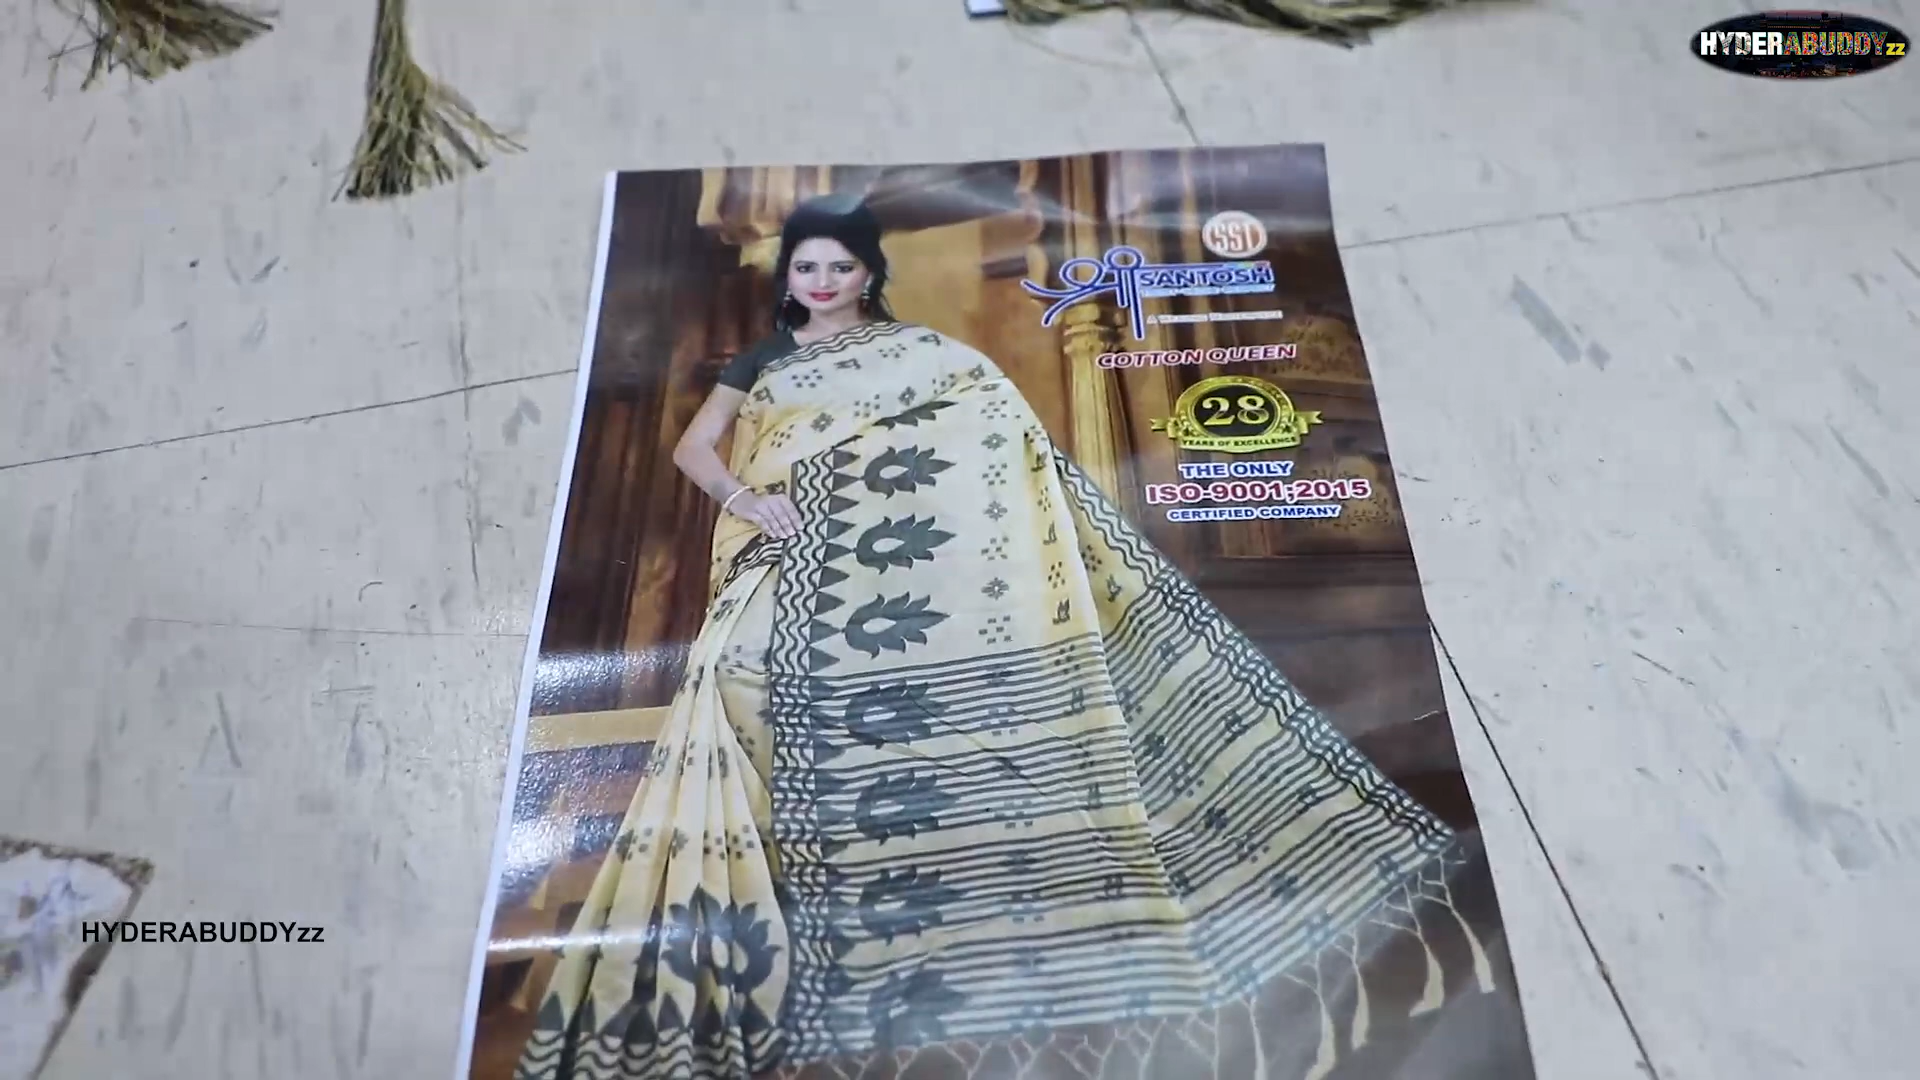 HYDERABUDDYzz
SST
श्री SANTOSH
COTTON QUEEN
28
YEARS OF EXCELLENCE
THE ONLY
ISO-9001;2015
CERTIFIED COMPANY
HYDERABUDDYzz